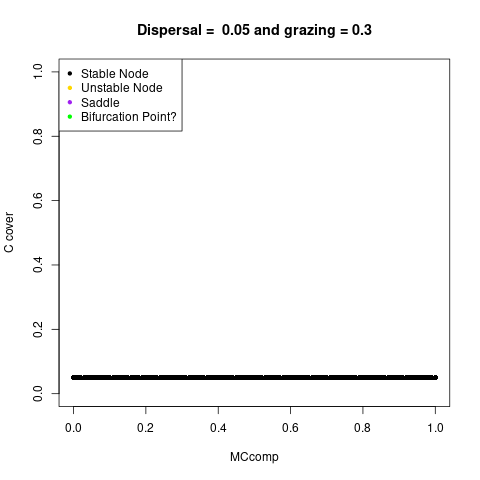 Dispersal =  0.05 and grazing = 0.3
Stable Node
Unstable Node
Saddle
Bifurcation Point?
C cover
1.0
0.8
0.6
0.4
0.2
0.0
0.0 0.2 0.4 0.6 0.8 1.0
MCcomp